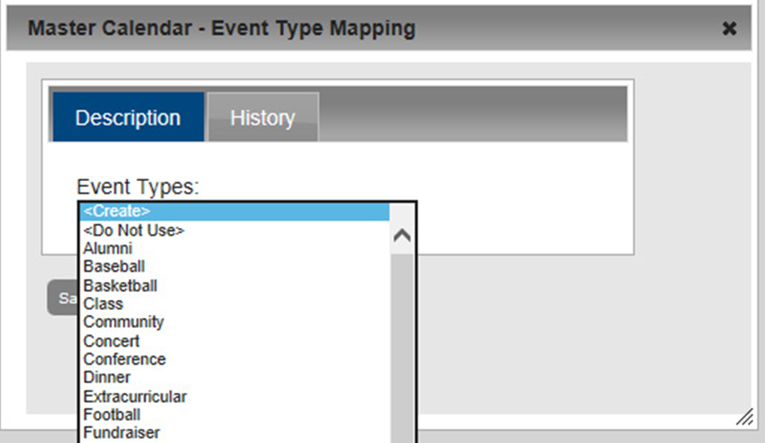 Master Calendar - Event Type Mapping
Description
History
Event Types:
<Create>
<Do Not Use>
Alumni
Baseball
Basketball
Class
Community
Concert
Conference
Dinner
Extracurricular
Football
Fundraiser